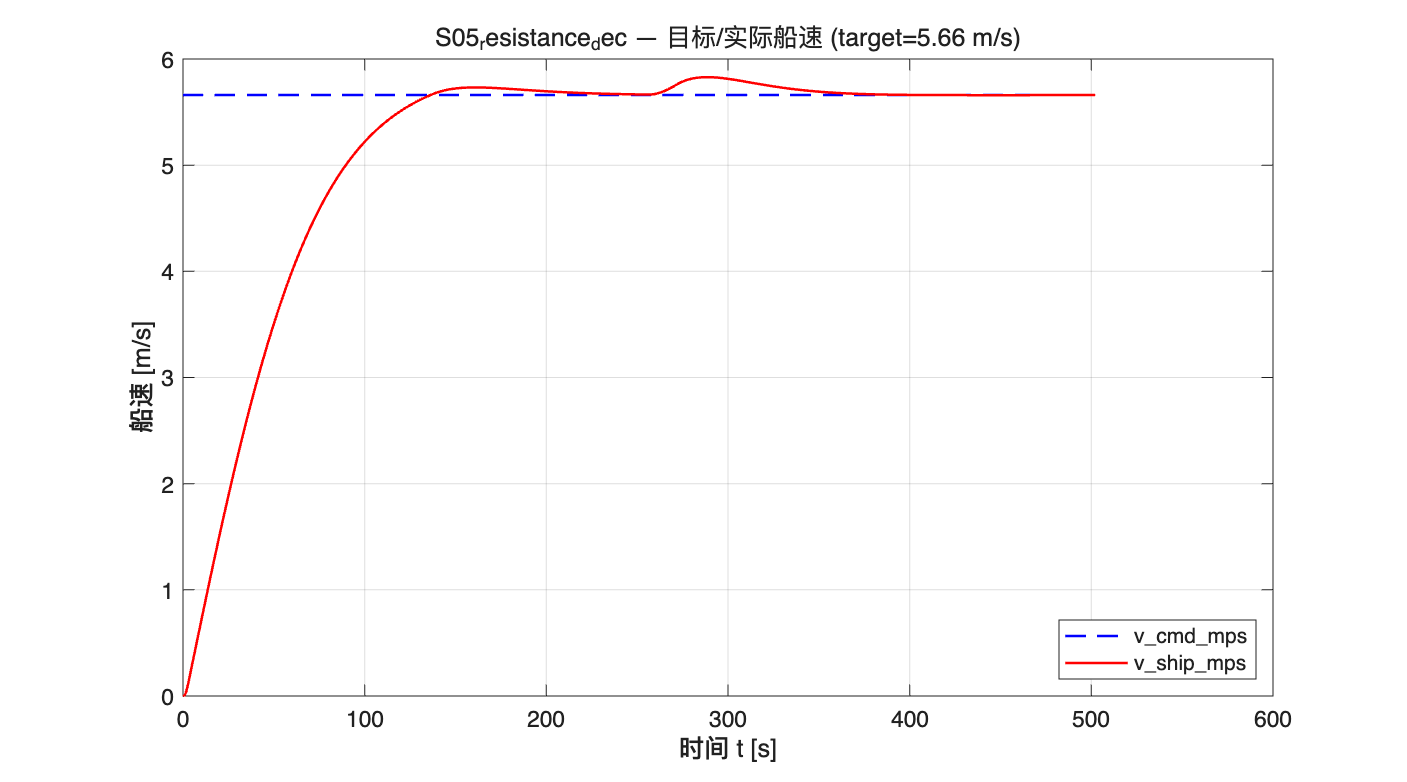 S05resistancedec — 目标/实际船速 (target=5.66 m/s)
6
5
4
3
2
1
0
船速 [m/s]
0 100 200 300 400 500 600
时间 t [s]
v_cmd_mps
v_ship_mps